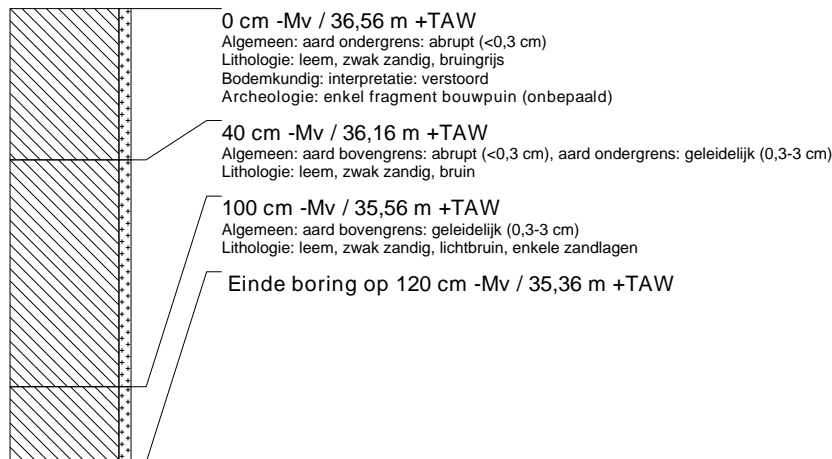 0 cm -Mv / 36,56 m +TAW
Algemeen: aard ondergrens: abrupt (<0,3 cm)
Lithologie: leem, zwak zandig, bruingrijs
Bodemkundig: interpretatie: verstoord
Archeologie: enkel fragment bouwpuin (onbepaald)
40 cm -Mv / 36,16 m +TAW
Algemeen: aard bovengrens: abrupt (<0,3 cm), aard ondergrens: geleidelijk (0,3-3 cm)
Lithologie: leem, zwak zandig, bruin
100 cm -Mv / 35,56 m +TAW
Algemeen: aard bovengrens: geleidelijk (0,3-3 cm)
Lithologie: leem, zwak zandig, lichtbruin, enkele zandlagen
Einde boring op 120 cm -Mv / 35,36 m +TAW